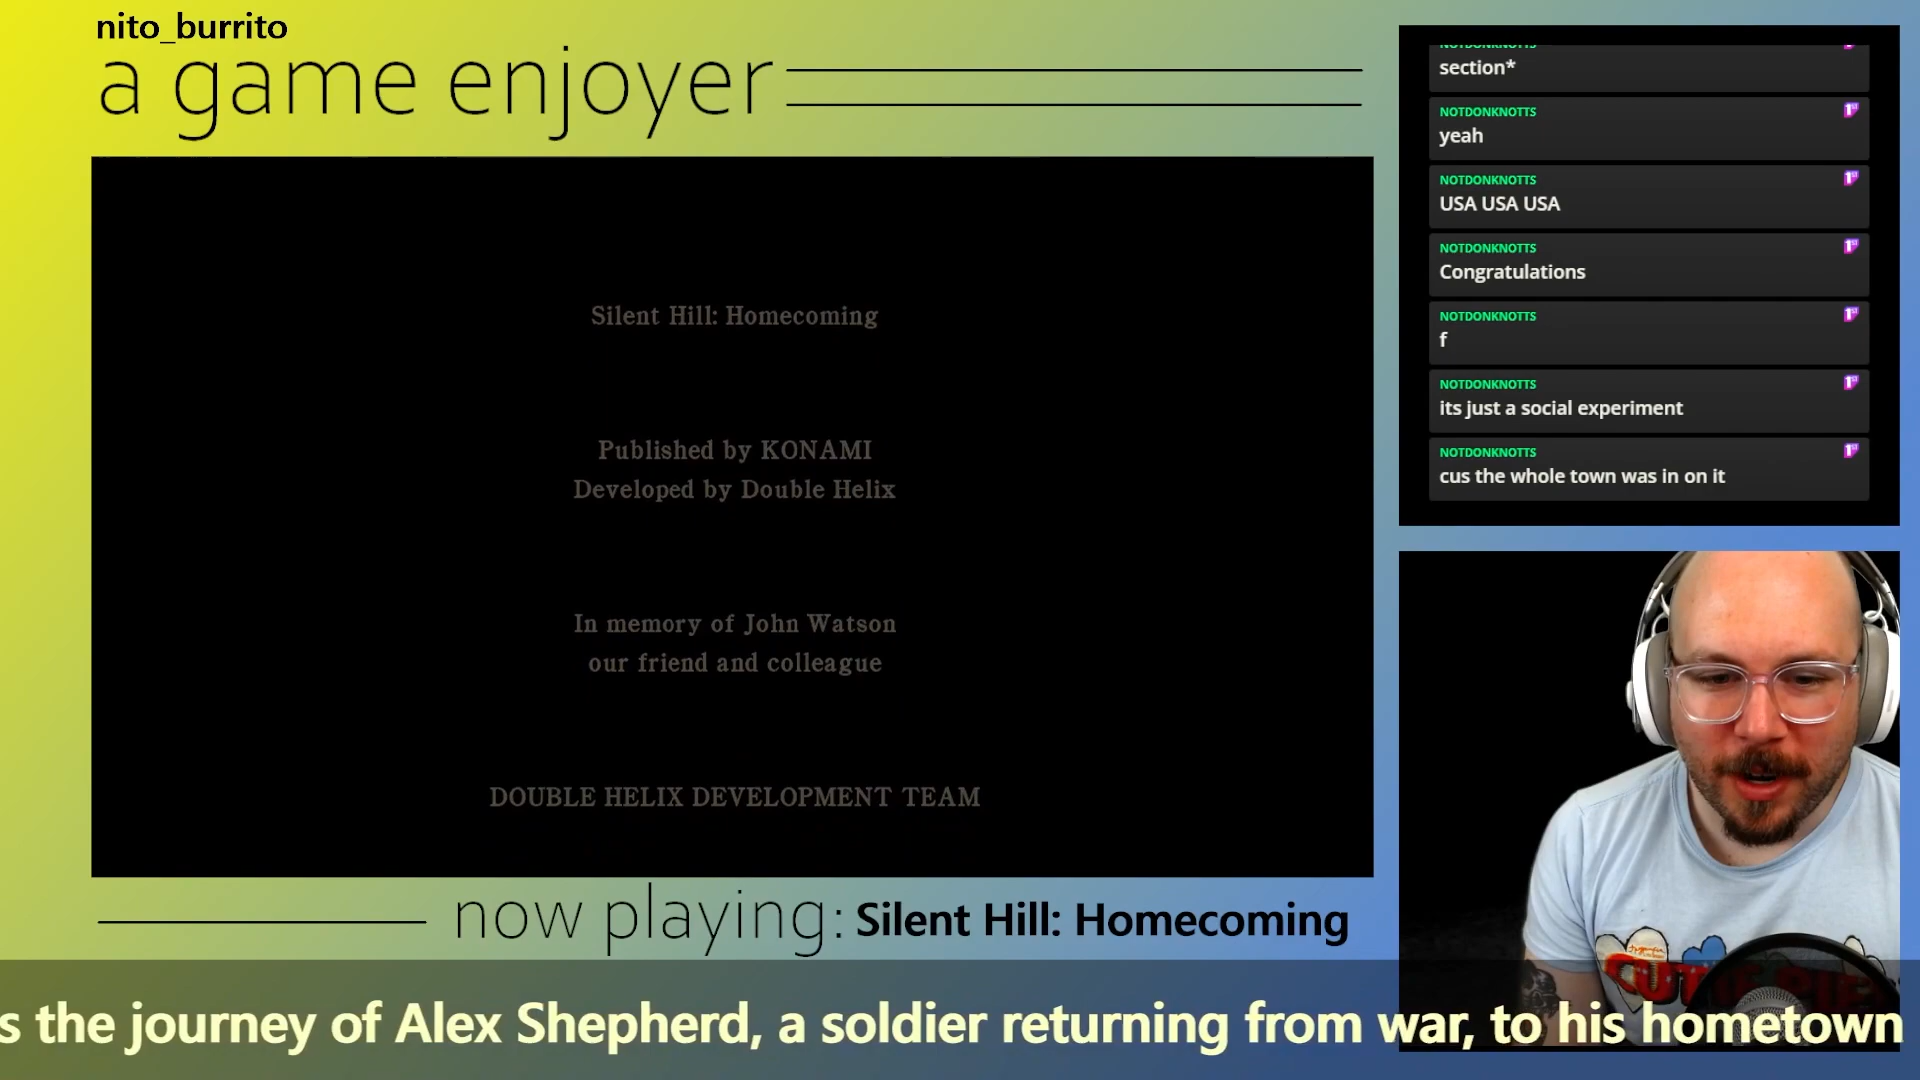 nito_burrito
a game enjoyer
Silent Hill: Homecoming
Published by KONAMI
Developed by Double Helix
In memory of John Watson
our friend and colleague
DOUBLE HELIX DEVELOPMENT TEAM
now playing: Silent Hill: Homecoming
NOTDONKNOTTS
section*
NOTDONKNOTTS
yeah
NOTDONKNOTTS
USA USA USA
NOTDONKNOTTS
Congratulations
NOTDONKNOTTS
f
NOTDONKNOTTS
its just a social experiment
NOTDONKNOTTS
cus the whole town was in on it
s the journey of Alex Shepherd, a soldier returning from war, to his hometown